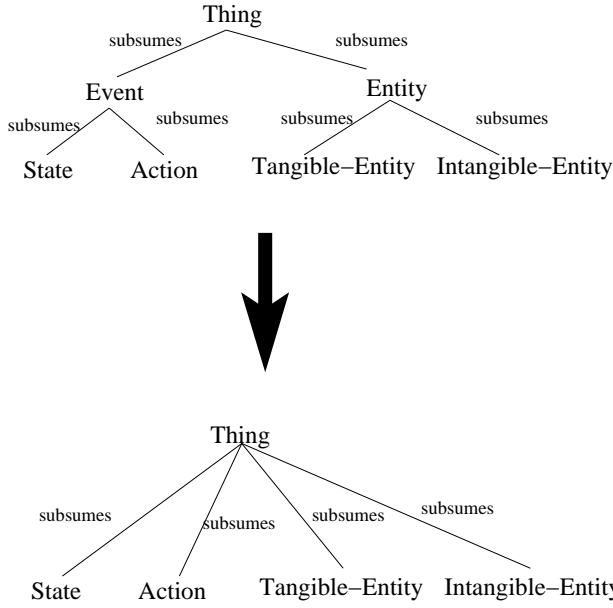 Thing
subsumes subsumes
Event Entity
subsumes subsumes subsumes subsumes
State Action Tangible−Entity Intangible−Entity
Thing
subsumes subsumes subsumes subsumes
State Action Tangible−Entity Intangible−Entity